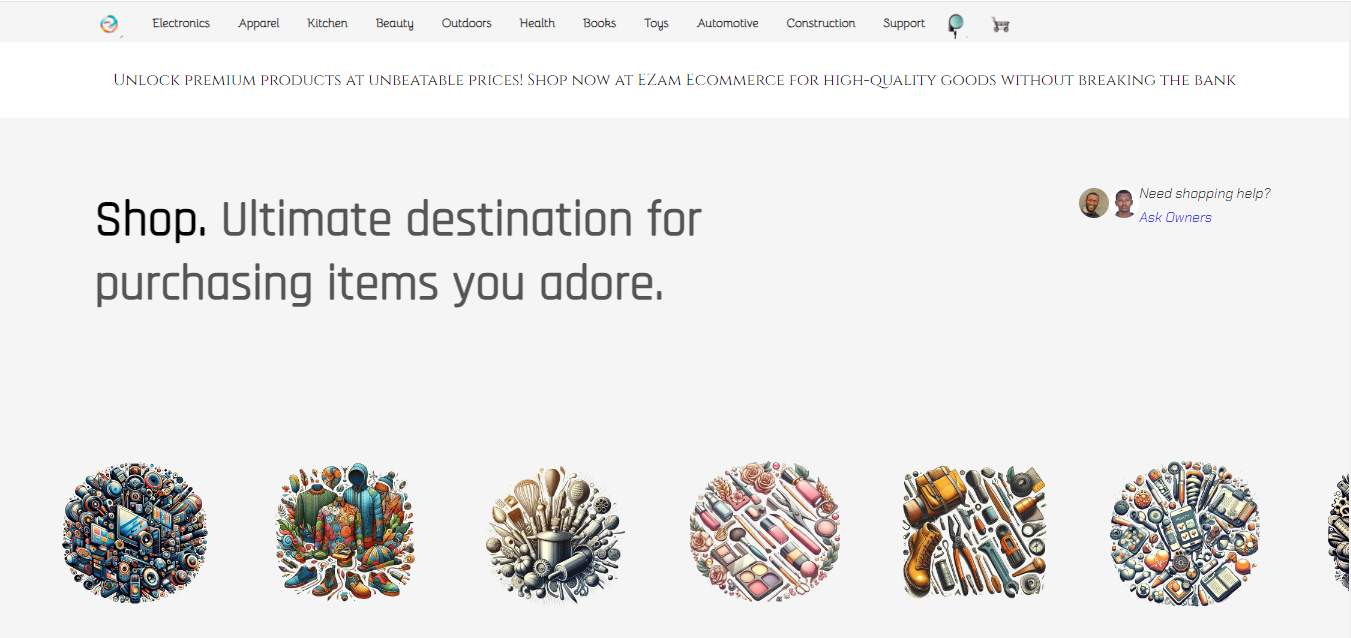 Electronics Apparel Kitchen Beauty Outdoors Health Books Toys Automotive Construction Support
Unlock premium products at unbeatable prices! Shop now at EZam Ecommerce for high-quality goods without breaking the bank
Need shopping help?
Ask Owners
Shop. Ultimate destination for
purchasing items you adore.